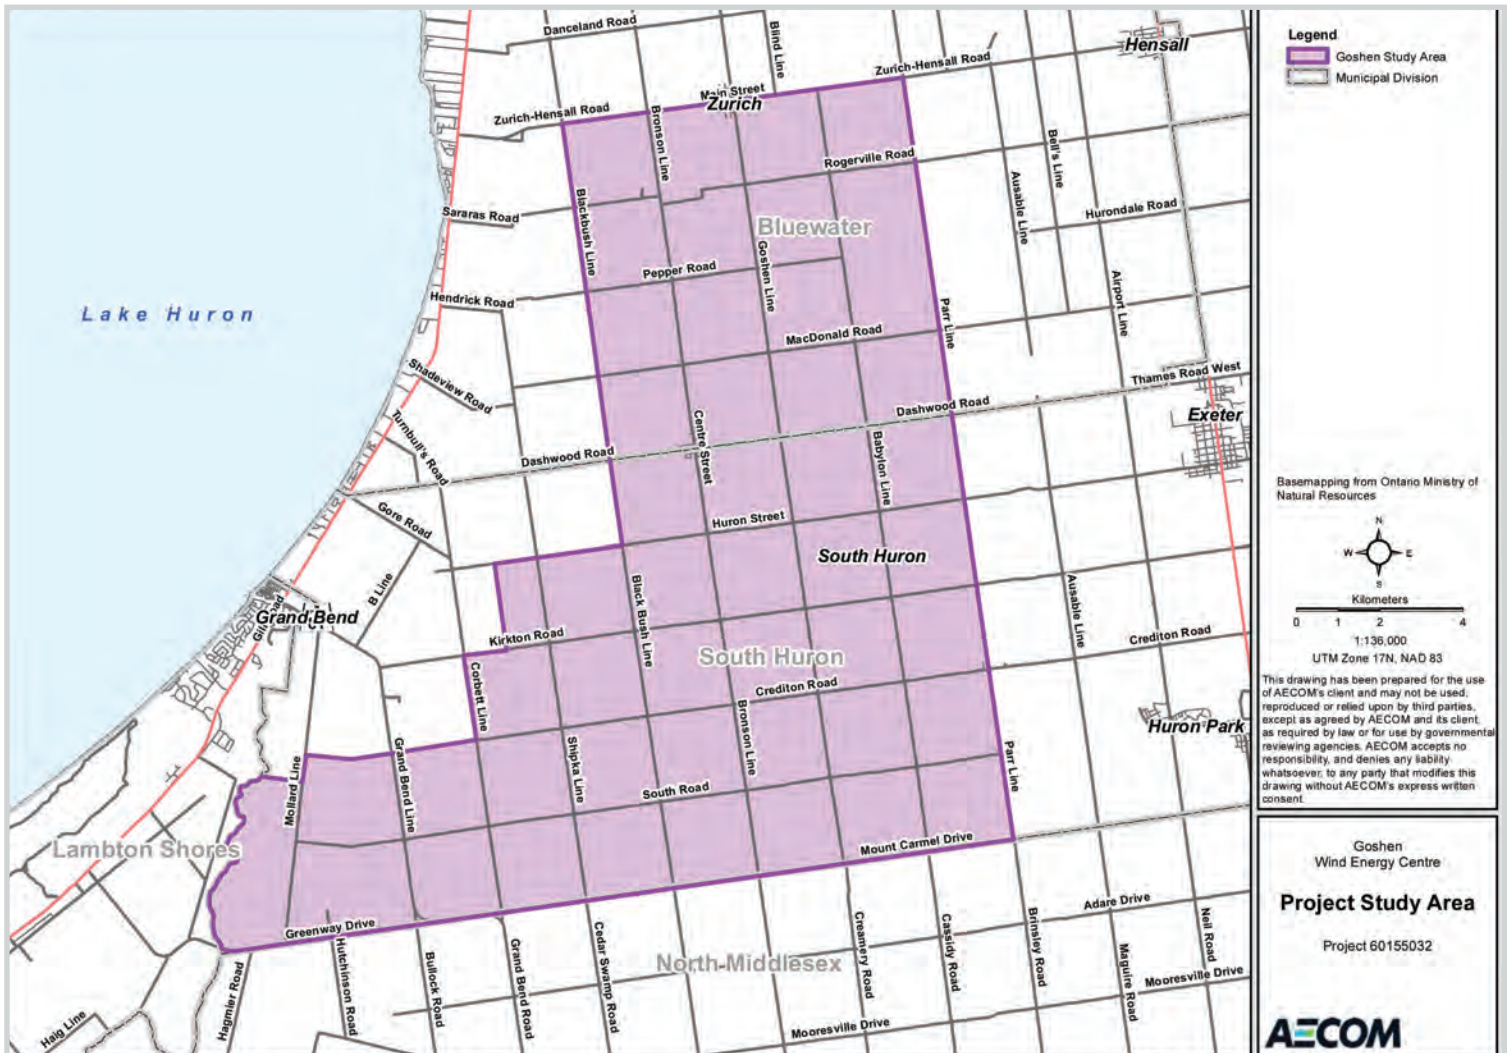 Danceland Road
Blind Line
Hensall
Zurich-Hensall Road
Main Street
Zurich
Zurich-Hensall Road
Bronson Line
Rogerville Road
Bell's Line
Ausable Line
Blackbush Line
Sararas Road
Hurondale Road
Bluewater
Goshen Line
Pepper Road
Airport Line
Hendrick Road
Lake Huron
Parr Line
MacDonald Road
Shadeview Road
Thames Road West
Turnbull's Road
Dashwood Road
Exeter
Centre Street
Babylon Line
Dashwood Road
Gore Road
Huron Street
South Huron
B Line
Black Bush Line
Ausable Line
Grand Bend
Kirkton Road
Crediton Road
South Huron
Corbett Line
Crediton Road
Bronson Line
Huron Park
Grand Bend Line
Shipka Line
Mollard Line
Parr Line
South Road
Lambton Shores
Mount Carmel Drive
Adare Drive
Greenway Drive
Hutchinson Road
Bullock Road
Grand Bend Road
Cedar Swamp Road
Creamery Road
Cassidy Road
Brinsley Road
Maguire Road
Neil Road
North-Middlesex
Mooresville Drive
Hagmier Road
Haig Line
Mooresville Drive
Legend
Goshen Study Area
Municipal Division
Basemapping from Ontario Ministry of
Natural Resources
N
W E
S
Kilometers
0 1 2 4
1:136,000
UTM Zone 17N, NAD 83
This drawing has been prepared for the use
of AECOM's client and may not be used,
reproduced or relied upon by third parties,
except as agreed by AECOM and its client,
as required by law or for use by governmental
reviewing agencies. AECOM accepts no
responsibility, and denies any liability
whatsoever, to any party that modifies this
drawing without AECOM's express written
consent.
Goshen
Wind Energy Centre
Project Study Area
Project 60155032
AECOM